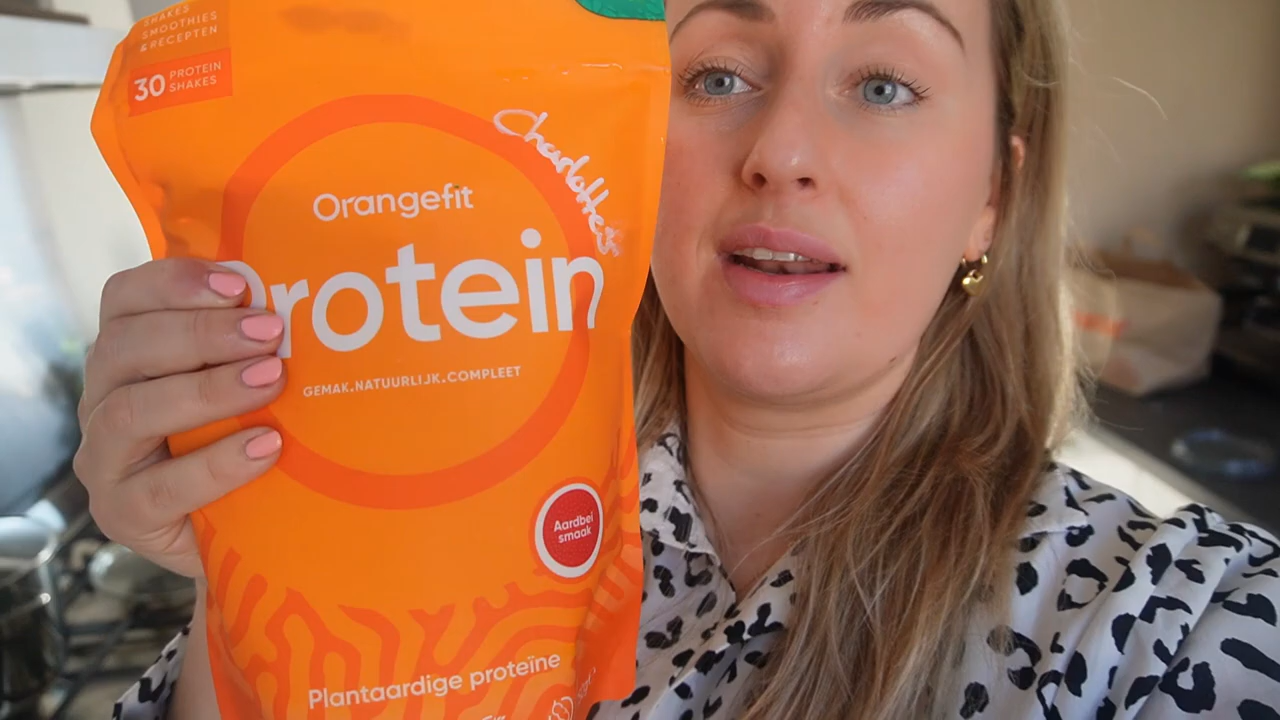 SHAKES
SMOOTHIES
& RECEPTEN
30 PROTEIN
SHAKES
Charlotte's
Orangefit
Protein
GEMAK.NATUURLIJK.COMPLEET
Aardbei
smaak
Plantaardige proteïne